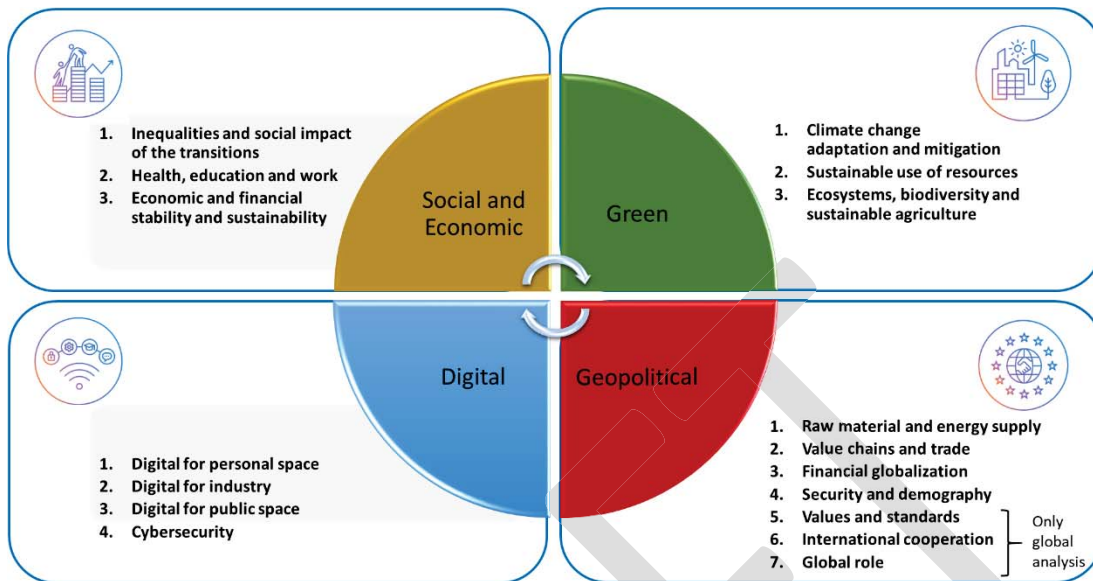 1. Inequalities and social impact
of the transitions
2. Health, education and work
3. Economic and financial
stability and sustainability
Social and
Economic
Green
1. Climate change
adaptation and mitigation
2. Sustainable use of resources
3. Ecosystems, biodiversity and
sustainable agriculture
Digital
1. Digital for personal space
2. Digital for industry
3. Digital for public space
4. Cybersecurity
Geopolitical
1. Raw material and energy supply
2. Value chains and trade
3. Financial globalization
4. Security and demography
5. Values and standards
6. International cooperation
7. Global role
Only
global
analysis